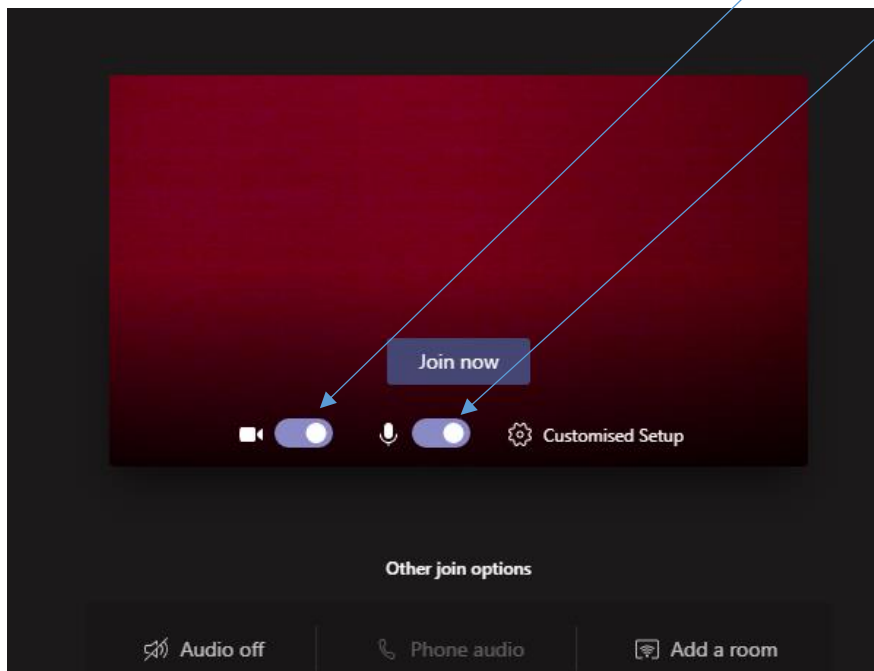 Join now
Customised Setup
Other join options
Audio off Phone audio Add a room